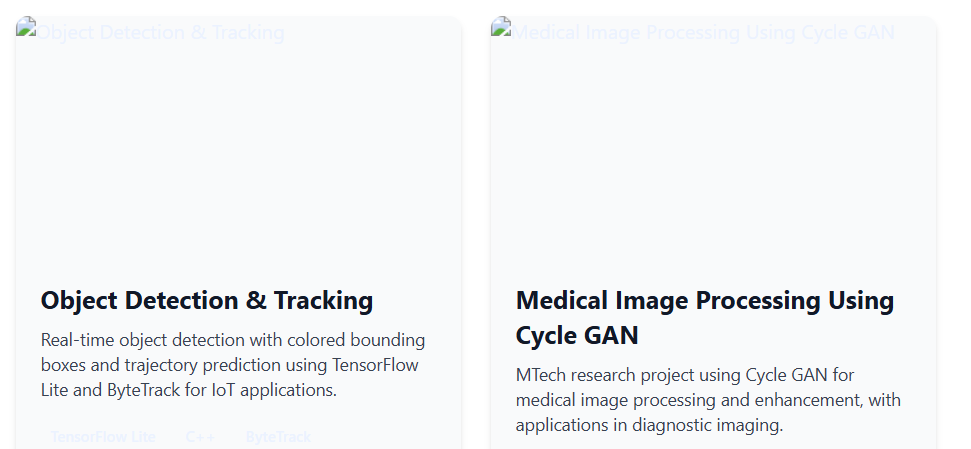 Object Detection & Tracking
Object Detection & Tracking
Real-time object detection with colored bounding
boxes and trajectory prediction using TensorFlow
Lite and ByteTrack for IoT applications.
TensorFlow Lite C++ ByteTrack
Medical Image Processing Using Cycle GAN
Medical Image Processing Using
Cycle GAN
MTech research project using Cycle GAN for
medical image processing and enhancement, with
applications in diagnostic imaging.